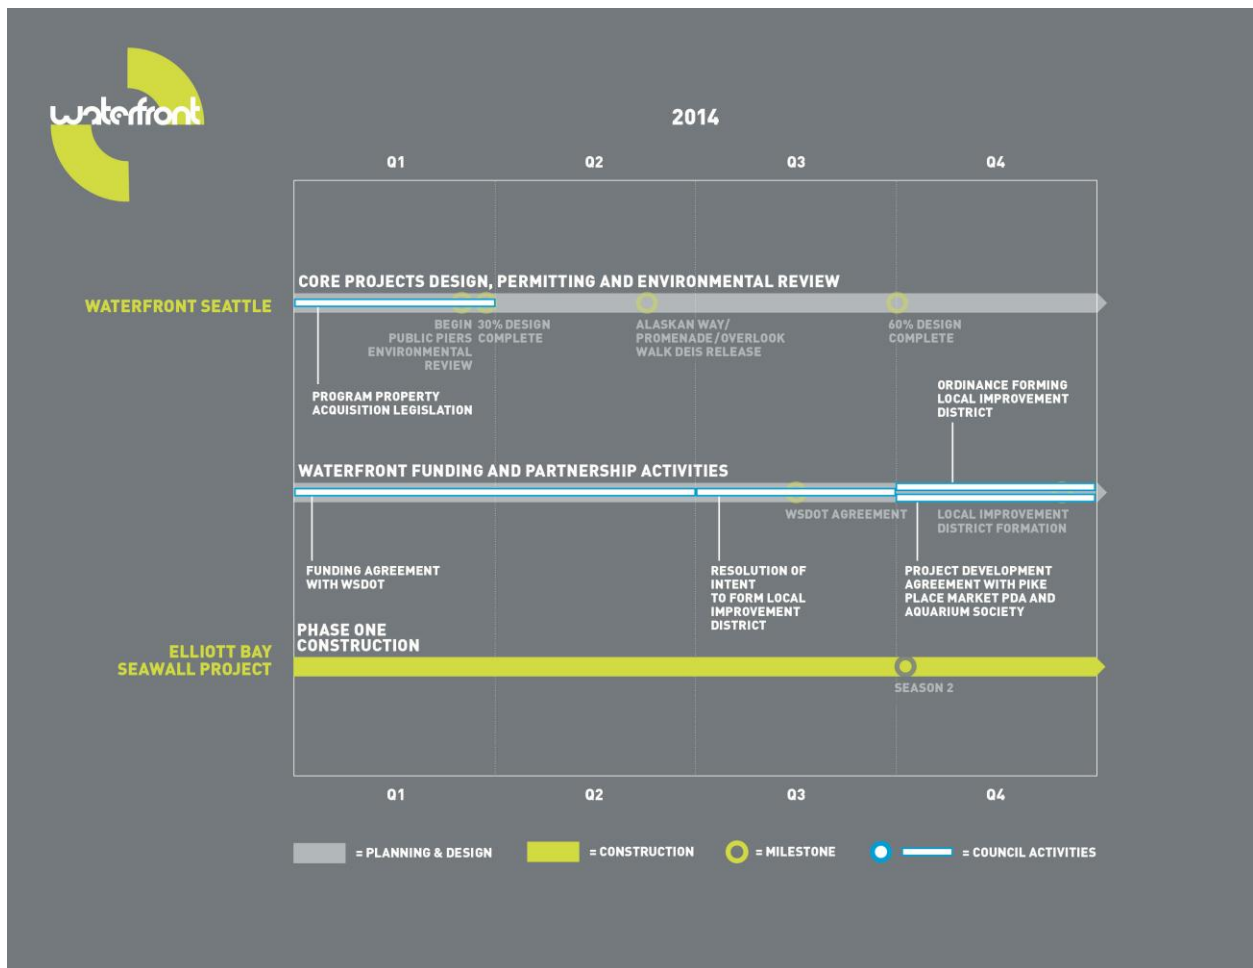 waterfront
2014
Q1 Q2 Q3 Q4
CORE PROJECTS DESIGN, PERMITTING AND ENVIRONMENTAL REVIEW
WATERFRONT SEATTLE
BEGIN
PUBLIC PIERS
ENVIRONMENTAL
REVIEW
30% DESIGN
COMPLETE
ALASKAN WAY/
PROMENADE/OVERLOOK
WALK DEIS RELEASE
60% DESIGN
COMPLETE
PROGRAM PROPERTY
ACQUISITION LEGISLATION
ORDINANCE FORMING
LOCAL IMPROVEMENT
DISTRICT
WATERFRONT FUNDING AND PARTNERSHIP ACTIVITIES
WSDOT AGREEMENT
LOCAL IMPROVEMENT
DISTRICT FORMATION
FUNDING AGREEMENT
WITH WSDOT
RESOLUTION OF
INTENT
TO FORM LOCAL
IMPROVEMENT
DISTRICT
PROJECT DEVELOPMENT
AGREEMENT WITH PIKE
PLACE MARKET PDA AND
AQUARIUM SOCIETY
PHASE ONE
CONSTRUCTION
ELLIOTT BAY
SEAWALL PROJECT
SEASON 2
Q1 Q2 Q3 Q4
= PLANNING & DESIGN = CONSTRUCTION = MILESTONE = COUNCIL ACTIVITIES